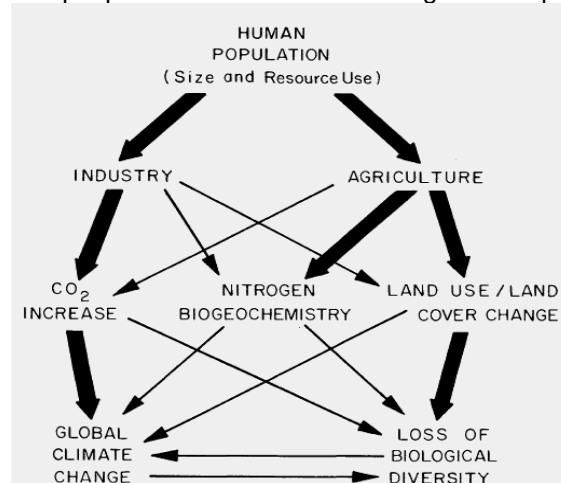 HUMAN
POPULATION
(Size and Resource Use)
INDUSTRY
AGRICULTURE
CO2
INCREASE
NITROGEN
BIOGEOCHEMISTRY
LAND USE / LAND
COVER CHANGE
GLOBAL
CLIMATE
CHANGE
LOSS OF
BIOLOGICAL
DIVERSITY